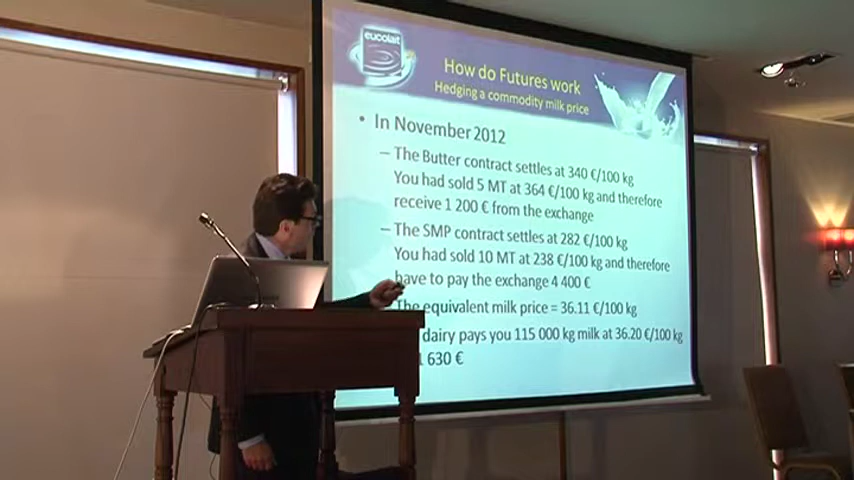 eucolait
How do Futures work
Hedging a commodity milk price
• In November 2012
– The Butter contract settles at 340 €/100 kg
You had sold 5 MT at 364 €/100 kg and therefore
receive 1 200 € from the exchange
– The SMP contract settles at 282 €/100 kg
You had sold 10 MT at 238 €/100 kg and therefore
have to pay the exchange 4 400 €
The equivalent milk price = 36.11 €/100 kg
dairy pays you 115 000 kg milk at 36.20 €/100 kg
630 €